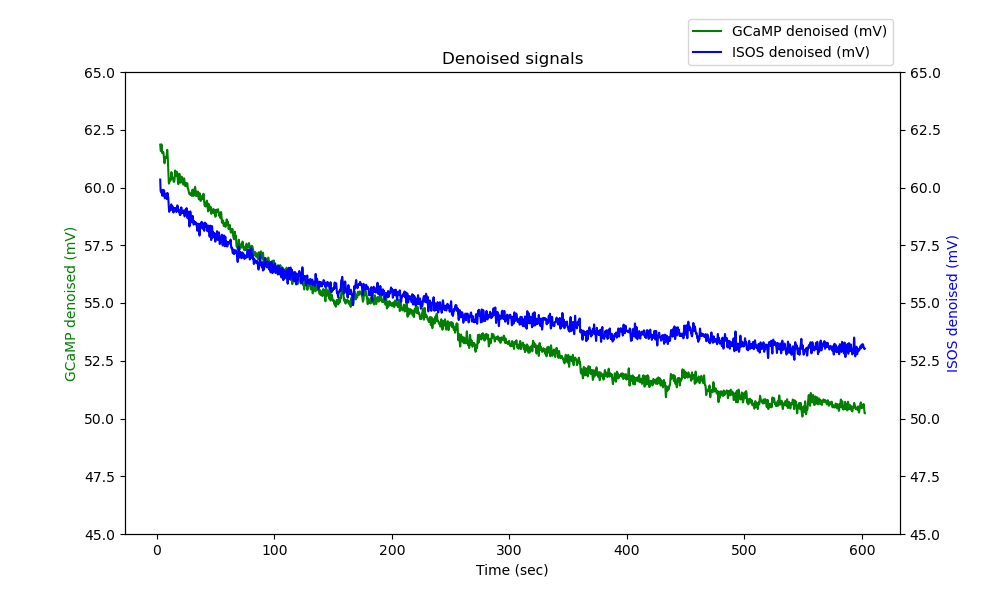 GCaMP denoised (mV)
ISOS denoised (mV)
Denoised signals
65.0
62.5
60.0
57.5
55.0
52.5
50.0
47.5
45.0
GCaMP denoised (mV)
65.0
62.5
60.0
57.5
55.0
52.5
50.0
47.5
45.0
ISOS denoised (mV)
0 100 200 300 400 500 600
Time (sec)